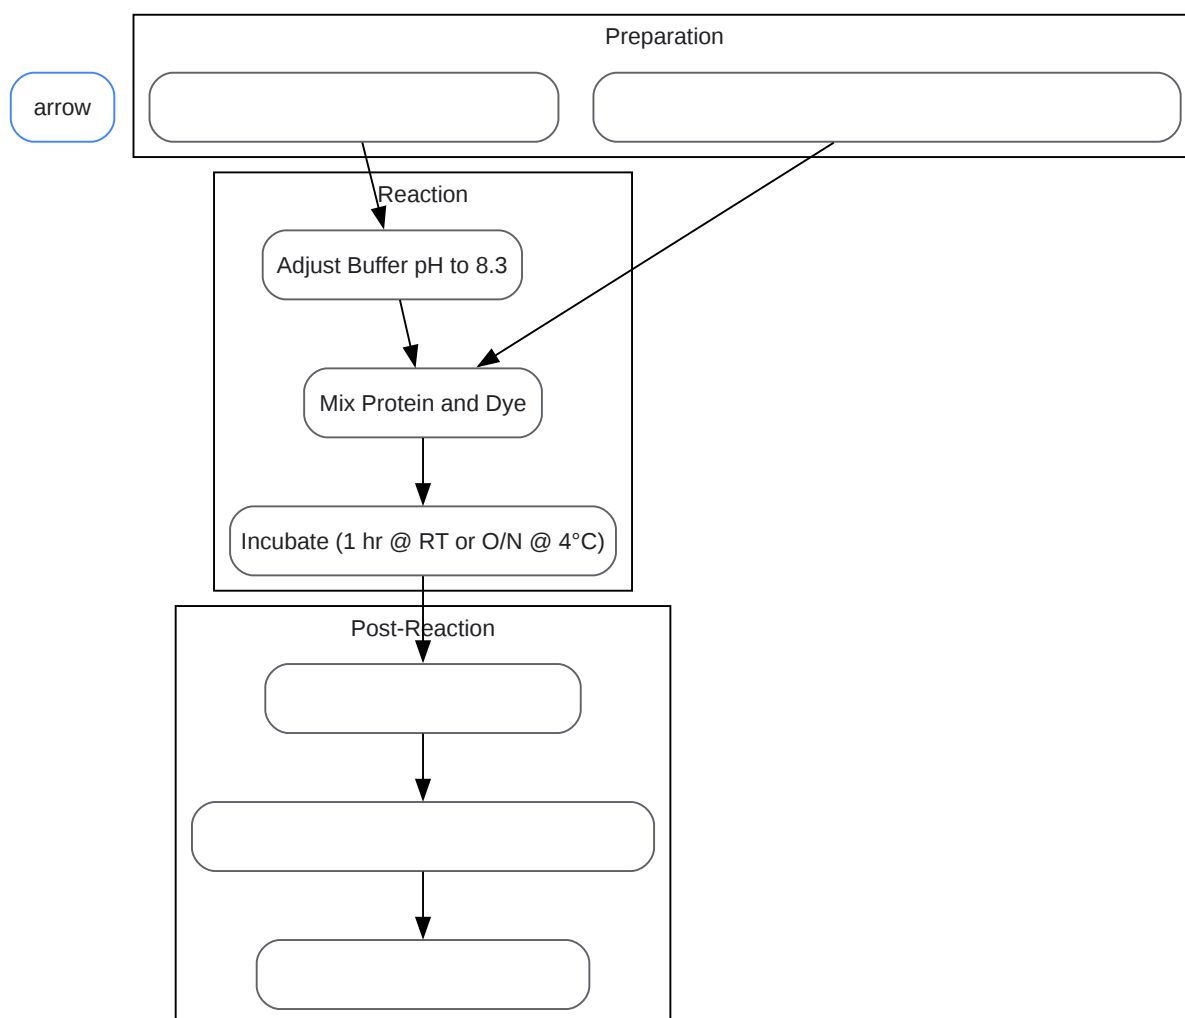 Preparation
arrow
Reaction
Adjust Buffer pH to 8.3
Mix Protein and Dye
Incubate (1 hr @ RT or O/N @ 4°C)
Post-Reaction